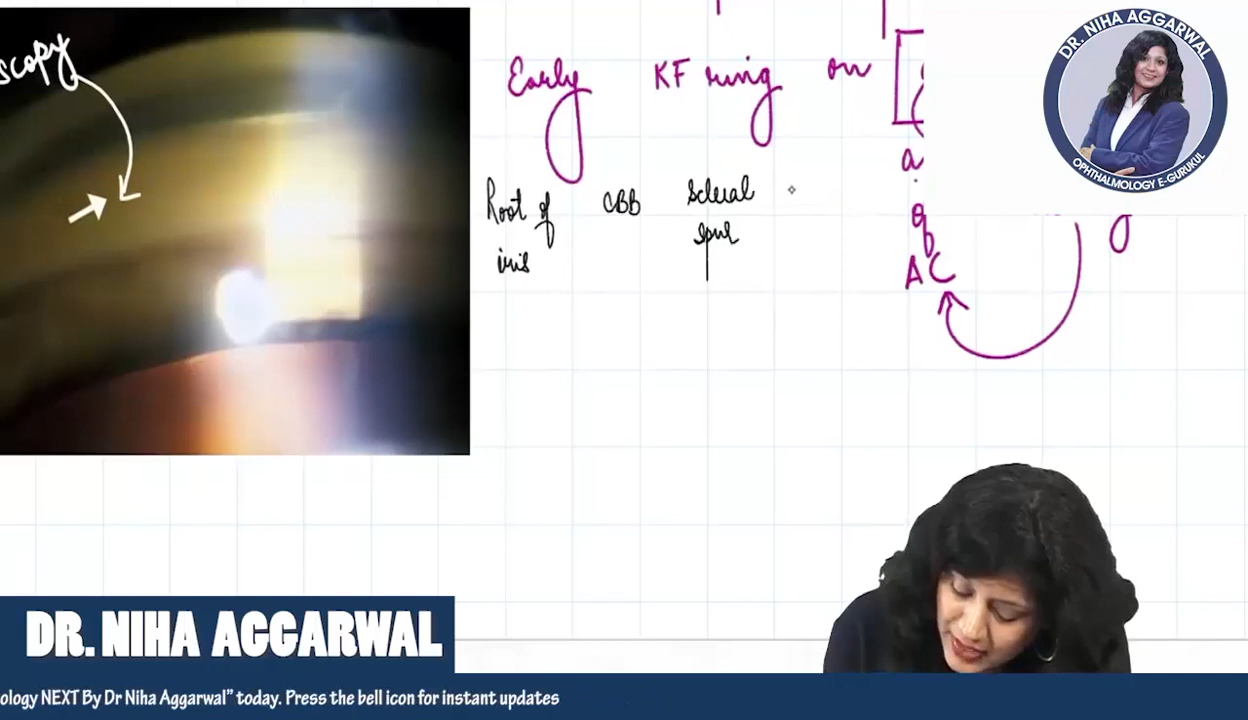 scopy
Early KF ring on
a
Root of CBB Scleral
iris spur
of
AC
DR. NIHA AGGARWAL
OPHTHALMOLOGY E-GURUKUL
DR. NIHA AGGARWAL
ology NEXT By Dr Niha Aggarwal" today. Press the bell icon for instant updates